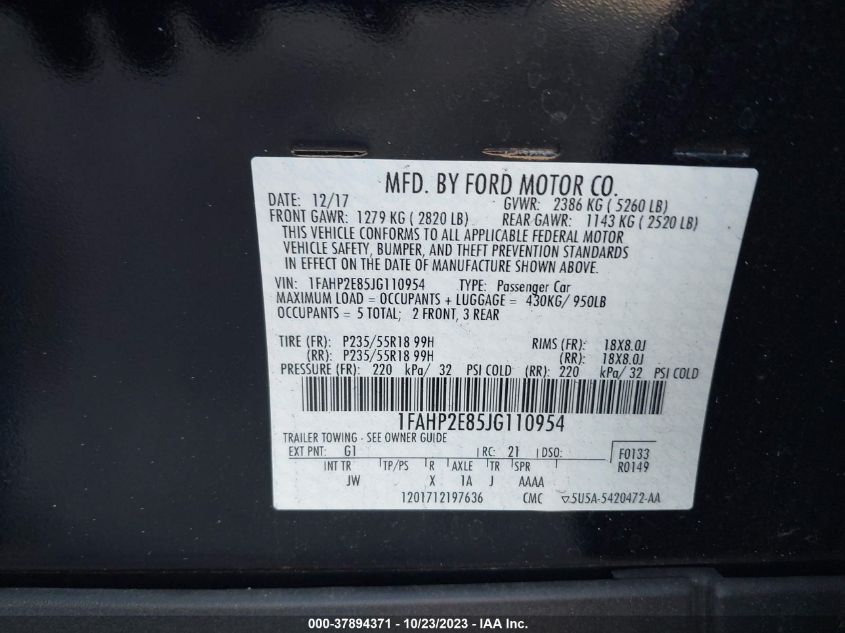 MFD. BY FORD MOTOR CO.
DATE: 12/17 GVWR: 2386 KG ( 5260 LB)
FRONT GAWR: 1279 KG ( 2820 LB) REAR GAWR: 1143 KG ( 2520 LB)
THIS VEHICLE CONFORMS TO ALL APPLICABLE FEDERAL MOTOR
VEHICLE SAFETY, BUMPER, AND THEFT PREVENTION STANDARDS
IN EFFECT ON THE DATE OF MANUFACTURE SHOWN ABOVE.
VIN: 1FAHP2E85JG110954 TYPE: Passenger Car
MAXIMUM LOAD = OCCUPANTS + LUGGAGE = 430KG/ 950LB
OCCUPANTS = 5 TOTAL; 2 FRONT, 3 REAR
TIRE (FR): P235/55R18 99H RIMS (FR): 18X8.0J
(RR): P235/55R18 99H (RR): 18X8.0J
PRESSURE (FR): 220 kPa/ 32 PSI COLD (RR): 220 kPa/ 32 PSI COLD
1FAHP2E85JG110954
TRAILER TOWING - SEE OWNER GUIDE
EXT PNT: G1 RC: 21 DSO: F0133
INT TR TP/PS R AXLE TR SPR R0149
JW X 1A J AAAA
1201712197636 CMC ▽5U5A-5420472-AA
000-37894371 - 10/23/2023 - IAA Inc.